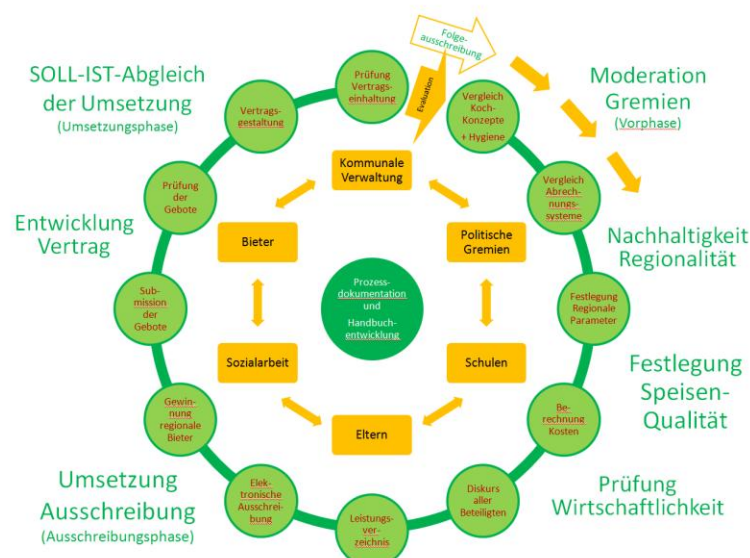 Folge-
ausschreibung
Evaluation
SOLL-IST-Abgleich
der Umsetzung
(Umsetzungsphase)
Moderation
Gremien
(Vorphase)
Prüfung
Vertrags-
einhaltung
Vergleich
Koch-
Konzepte
+ Hygiene
Vertrags-
gestaltung
Vergleich
Abrech-
nungs-
systeme
Kommunale
Verwaltung
Prüfung
der
Gebote
Entwicklung
Vertrag
Bieter
Politische
Gremien
Nachhaltigkeit
Regionalität
Prozess-
dokumentation
und
Handbuch-
entwicklung
Sub-
mission
der
Gebote
Festlegung
Regionale
Parameter
Sozialarbeit
Schulen
Festlegung
Speisen-
Qualität
Gewin-
nung
regionale
Bieter
Be-
rechnung
Kosten
Eltern
Umsetzung
Ausschreibung
(Ausschreibungsphase)
Elek-
tronische
Ausschrei-
bung
Leistungs-
ver-
zeichnis
Diskurs
aller
Beteiligten
Prüfung
Wirtschaftlichkeit